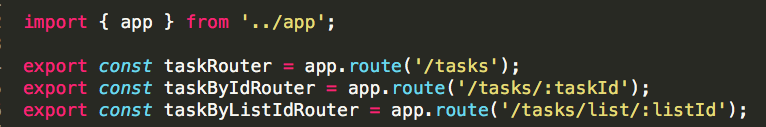 import { app } from '../app';
export const taskRouter = app.route('/tasks');
export const taskByIdRouter = app.route('/tasks/:taskId');
export const taskByListIdRouter = app.route('/tasks/list/:listId');